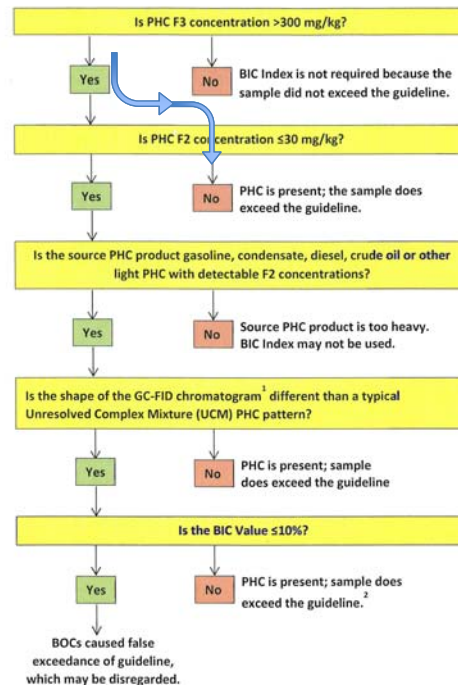 Is PHC F3 concentration >300 mg/kg?
Yes
No
BIC Index is not required because the
sample did not exceed the guideline.
Is PHC F2 concentration ≤30 mg/kg?
Yes
No
PHC is present; the sample does
exceed the guideline.
Is the source PHC product gasoline, condensate, diesel, crude oil or other
light PHC with detectable F2 concentrations?
Yes
No
Source PHC product is too heavy.
BIC Index may not be used.
Is the shape of the GC-FID chromatogram¹ different than a typical
Unresolved Complex Mixture (UCM) PHC pattern?
Yes
No
PHC is present; sample
does exceed the guideline
Is the BIC Value ≤10%?
Yes
No
PHC is present; sample does
exceed the guideline.²
BOCs caused false
exceedance of guideline,
which may be disregarded.